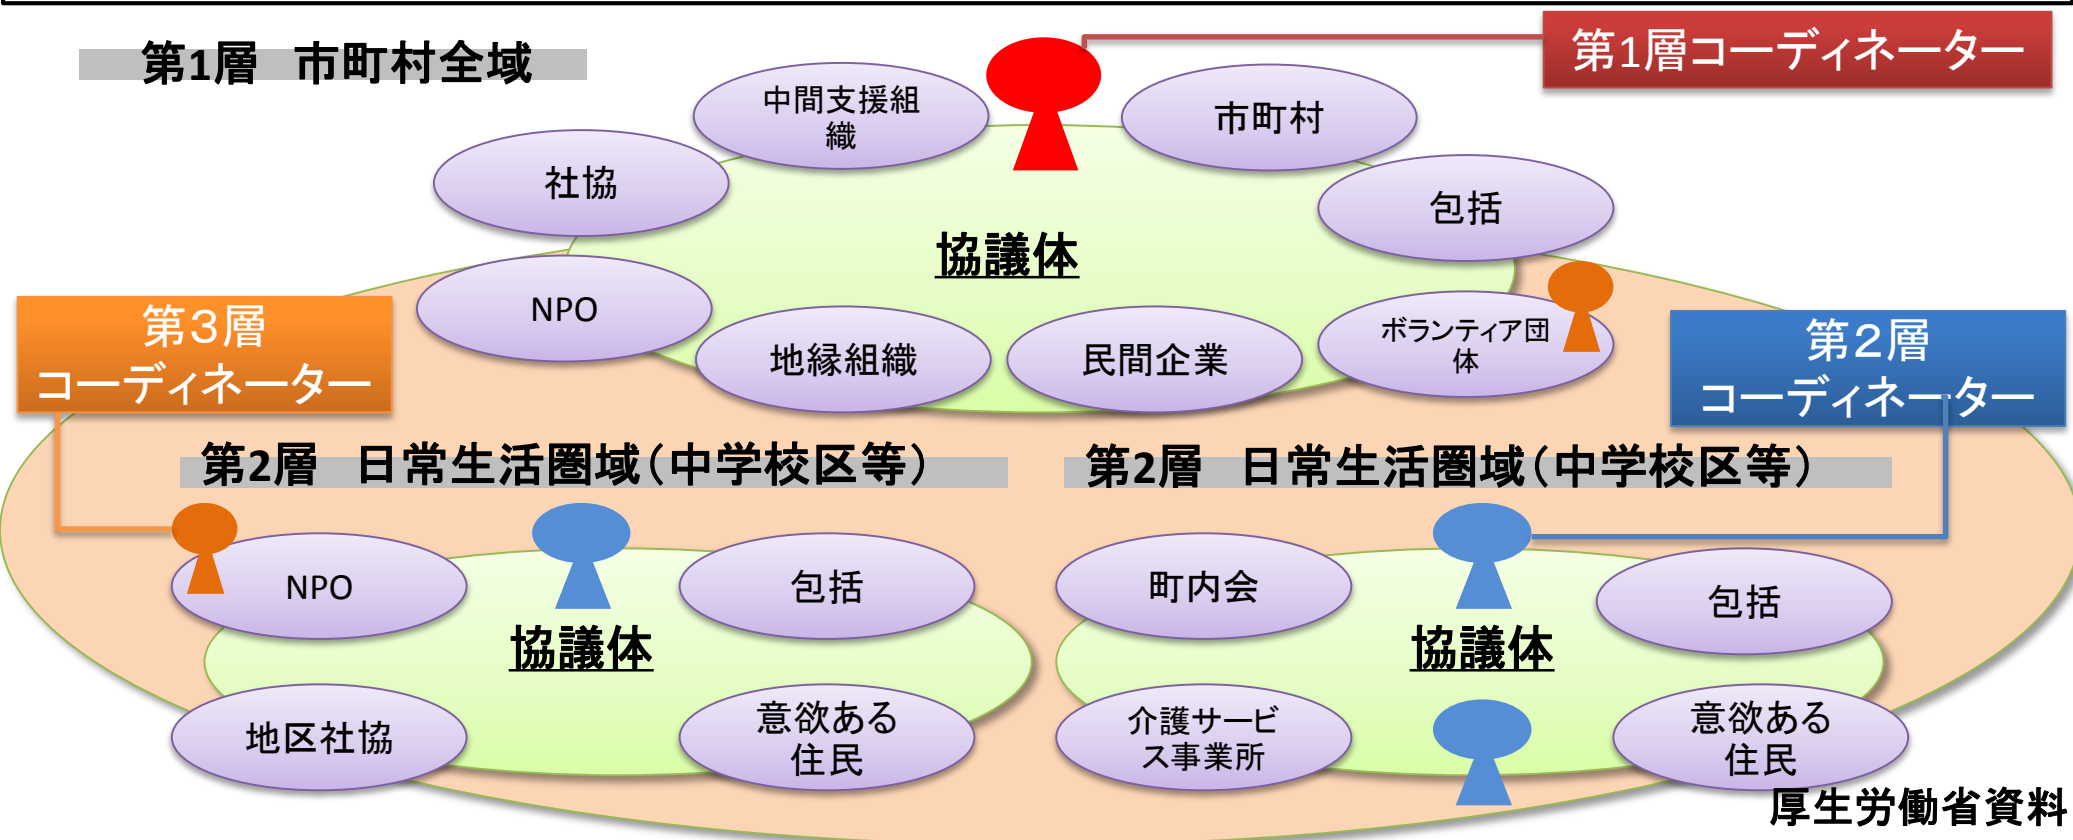 第1層コーディネーター
第1層　市町村全域
中間支援組
織
市町村
社協
包括
協議体
NPO
地縁組織
民間企業
ボランティア団
体
第３層
コーディネーター
第２層
コーディネーター
第2層　日常生活圏域（中学校区等）
第2層　日常生活圏域（中学校区等）
NPO
包括
協議体
地区社協
意欲ある
住民
町内会
包括
協議体
介護サービ
ス事業所
意欲ある
住民
厚生労働省資料